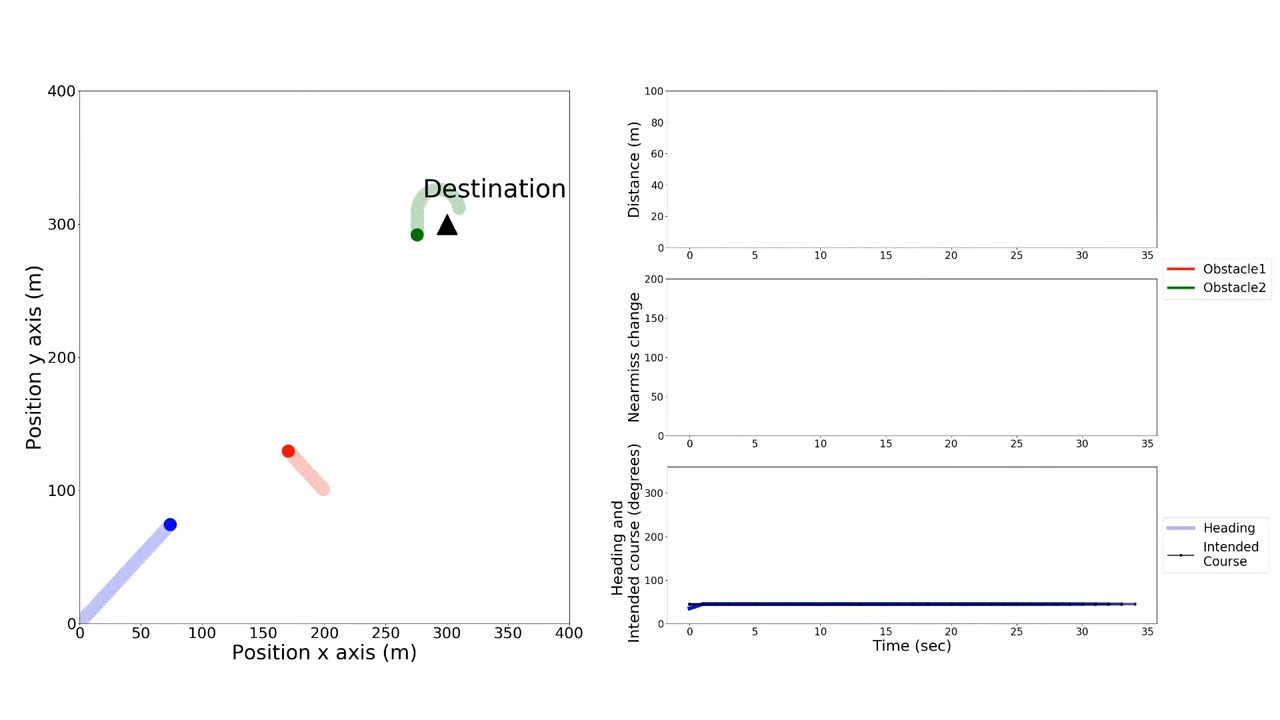 400
300
200
100
0
0 50 100 150 200 250 300 350 400
Position y axis (m)
Position x axis (m)
Destination
100
80
60
40
20
0
0 5 10 15 20 25 30 35
Distance (m)
200
150
100
50
0
0 5 10 15 20 25 30 35
Nearmiss change
Obstacle1
Obstacle2
300
200
100
0
0 5 10 15 20 25 30 35
Heading and
Intended course (degrees)
Time (sec)
Heading
Intended
Course